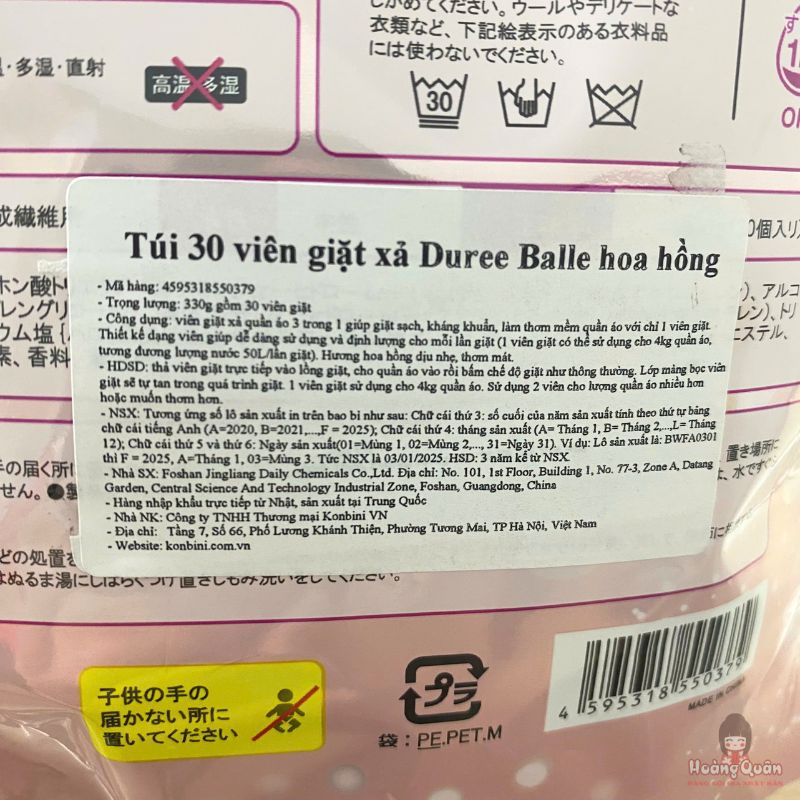 しかめてください。ウールやデリケートな
衣類など、下記絵表示のある衣料品
には使わないでください。
・多湿・直射
高温多湿
30
成繊維
0個入り
Túi 30 viên giặt xả Duree Balle hoa hồng
- Mã hàng: 4595318550379
- Trọng lượng: 330g gồm 30 viên giặt
- Công dụng: viên giặt xả quần áo 3 trong 1 giúp giặt sạch, kháng khuẩn, làm thơm mềm quần áo với chỉ 1 viên giặt.
Thiết kế dạng viên giúp dễ dàng sử dụng và định lượng cho mỗi lần giặt (1 viên giặt có thể sử dụng cho 4kg quần áo,
tương đương lượng nước 50L/lần giặt). Hương hoa hồng dịu nhẹ, thơm mát.
- HDSD: thả viên giặt trực tiếp vào lồng giặt, cho quần áo vào rồi bấm chế độ giặt như thông thường. Lớp màng bọc viên
giặt sẽ tự tan trong quá trình giặt. 1 viên giặt sử dụng cho 4kg quần áo. Sử dụng 2 viên cho lượng quần áo nhiều hơn
hoặc muốn thơm hơn.
- NSX: Tương ứng số lô sản xuất in trên bao bì như sau: Chữ cái thứ 3: số cuối của năm sản xuất tính theo thứ tự bảng
chữ cái tiếng Anh (A=2020, B=2021,...,F = 2025); Chữ cái thứ 4: tháng sản xuất (A= Tháng 1, B= Tháng 2,...,L= Tháng
12); Chữ cái thứ 5 và thứ 6: Ngày sản xuất(01=Mùng 1, 02=Mùng 2,..., 31=Ngày 31). Ví dụ: Lô sản xuất là: BWFA0301
thì F = 2025, A=Tháng 1, 03=Mùng 3. Tức NSX là 03/01/2025. HSD: 3 năm kể từ NSX.
- Nhà SX: Foshan Jingliang Daily Chemicals Co.,Ltd. Địa chỉ: No. 101, 1st Floor, Building 1, No. 77-3, Zone A, Datang
Garden, Central Science And Technology Industrial Zone, Foshan, Guangdong, China
- Hàng nhập khẩu trực tiếp từ Nhật, sản xuất tại Trung Quốc
- Nhà NK: Công ty TNHH Thương mại Konbini VN
- Địa chỉ: Tầng 7, Số 66, Phố Lương Khánh Thiện, Phường Tương Mai, TP Hà Nội, Việt Nam
- Website: konbini.com.vn
子供の手の
届かない所に
置いてください
プラ
袋：PE.PET.M
4 595318 550379
MADE IN CHINA
Hoàng Quân